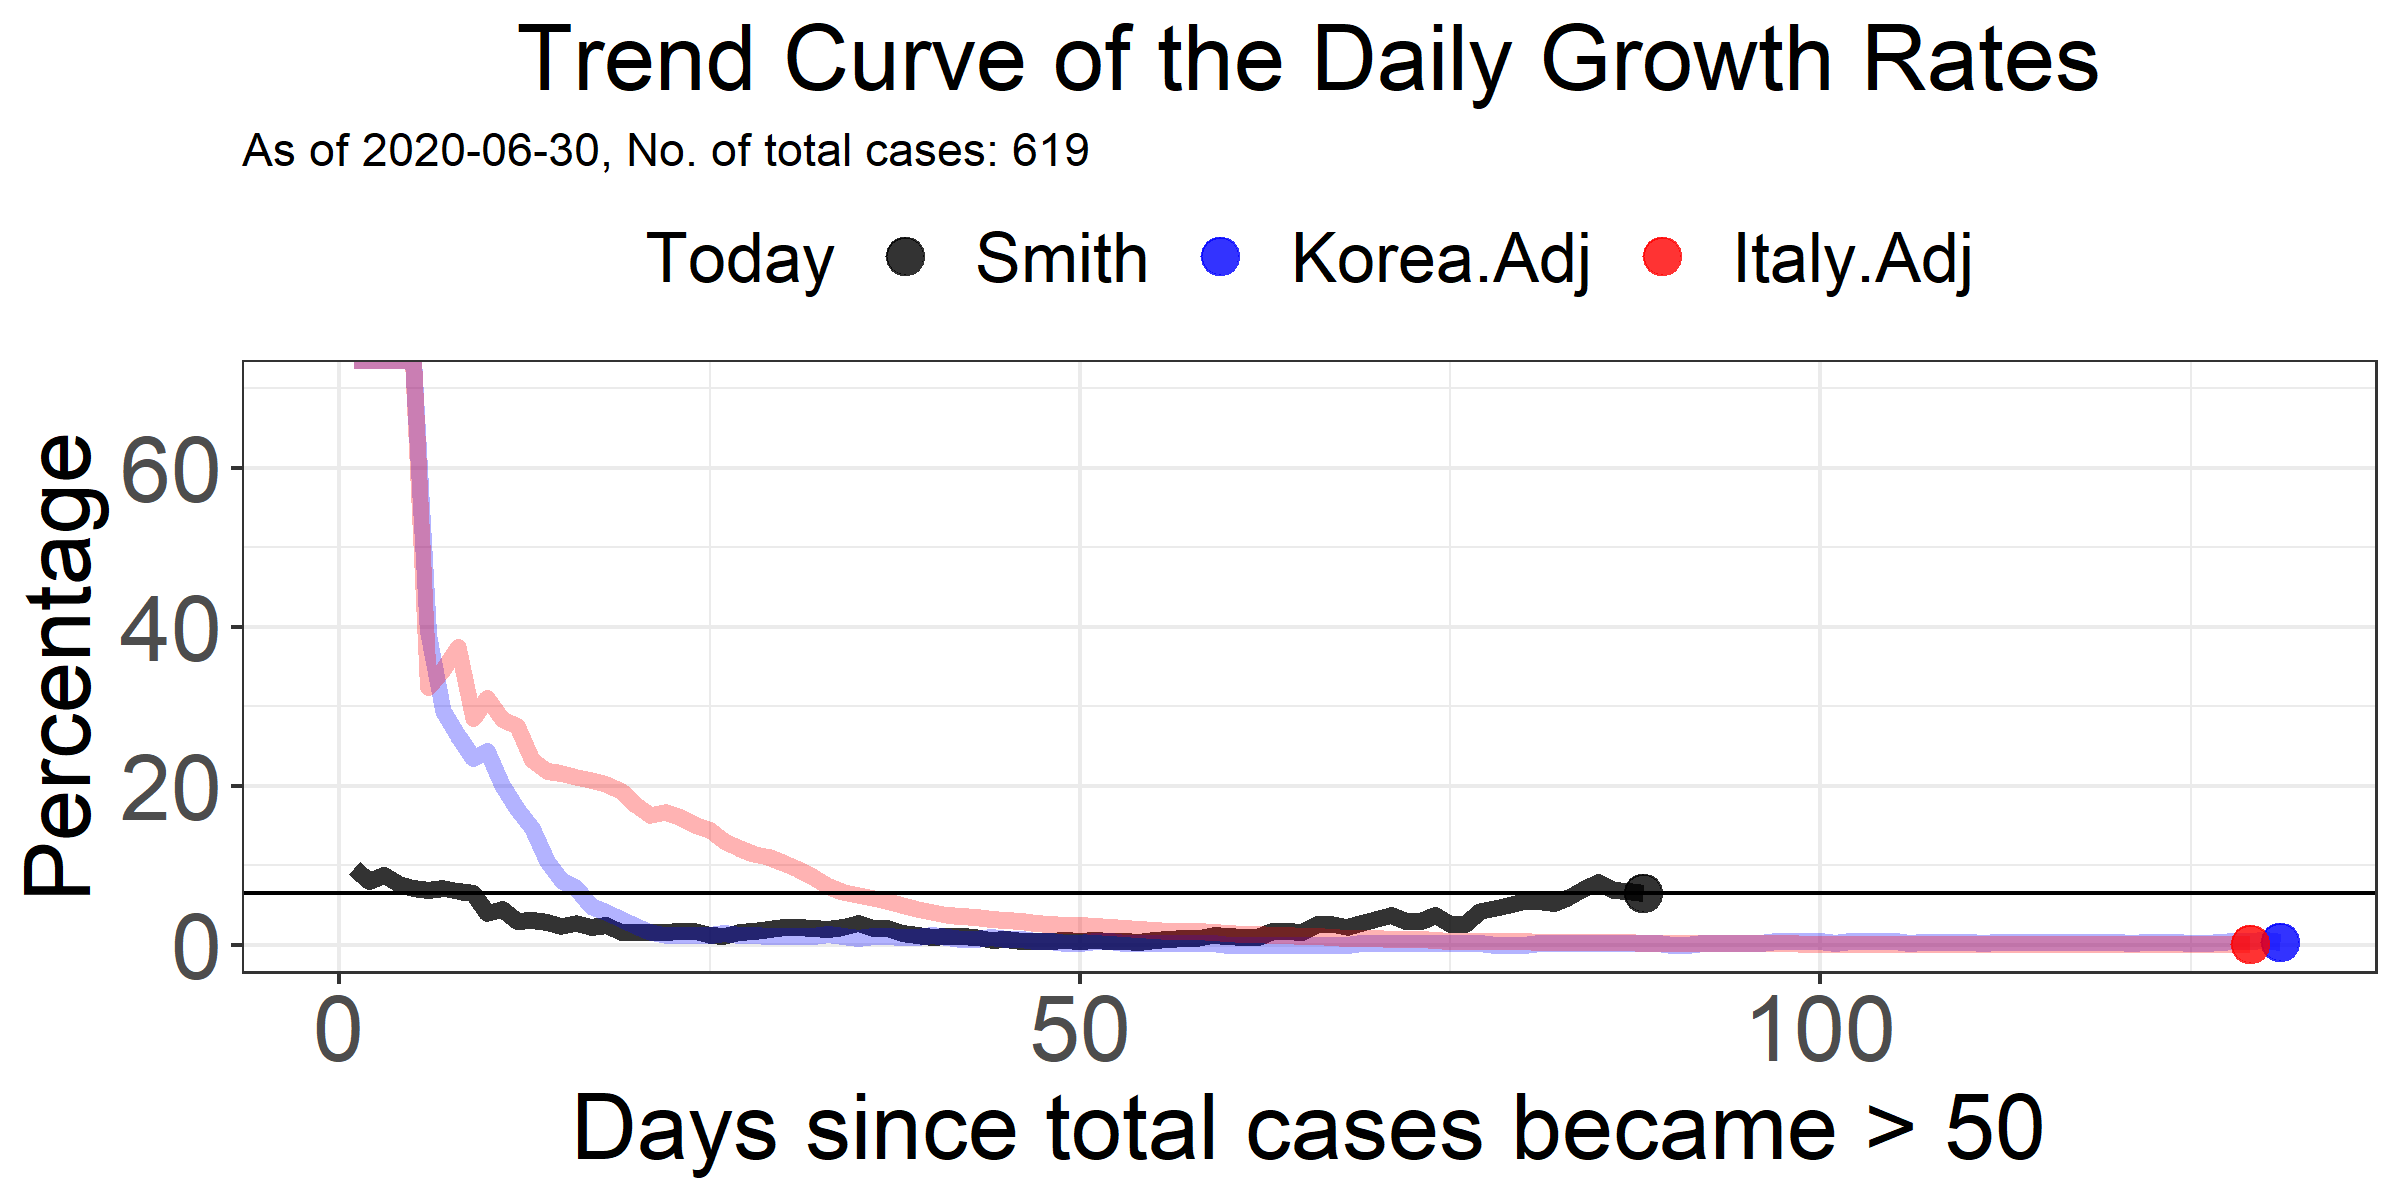 Trend Curve of the Daily Growth Rates
As of 2020-06-30, No. of total cases: 619
Today Smith Korea.Adj Italy.Adj
Percentage
60
40
20
0
0 50 100
Days since total cases became > 50